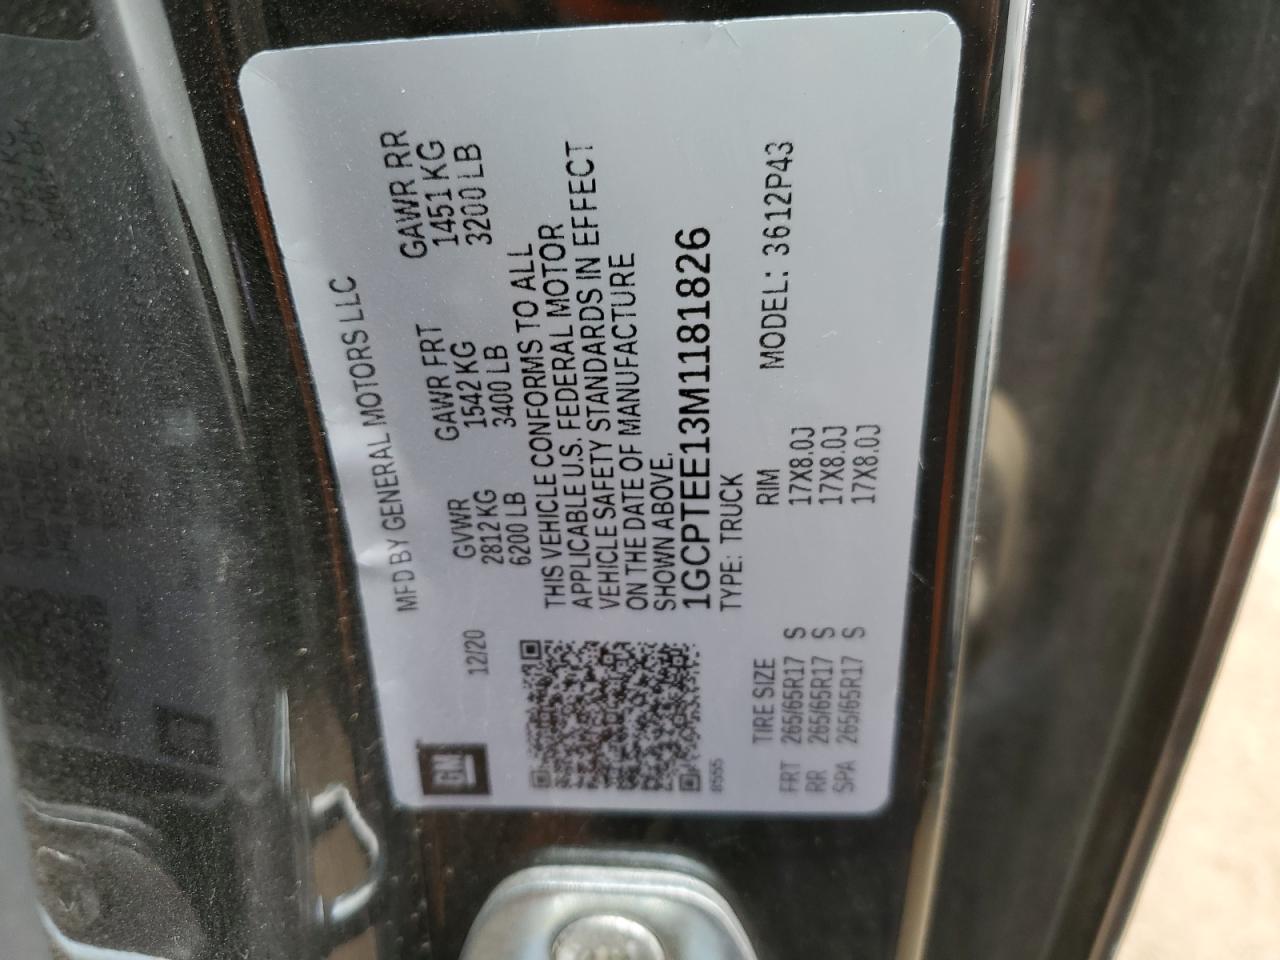 GM
MFD BY GENERAL MOTORS LLC
12/20
GVWR GAWR FRT GAWR RR
2812 KG 1542 KG 1451 KG
6200 LB 3400 LB 3200 LB
THIS VEHICLE CONFORMS TO ALL
APPLICABLE U.S. FEDERAL MOTOR
VEHICLE SAFETY STANDARDS IN EFFECT
ON THE DATE OF MANUFACTURE
SHOWN ABOVE.
1GCPTEE13M1181826
8555 TYPE: TRUCK
TIRE SIZE RIM MODEL: 3612P43
FRT 265/65R17 S 17X8.0J
RR 265/65R17 S 17X8.0J
SPA 265/65R17 S 17X8.0J